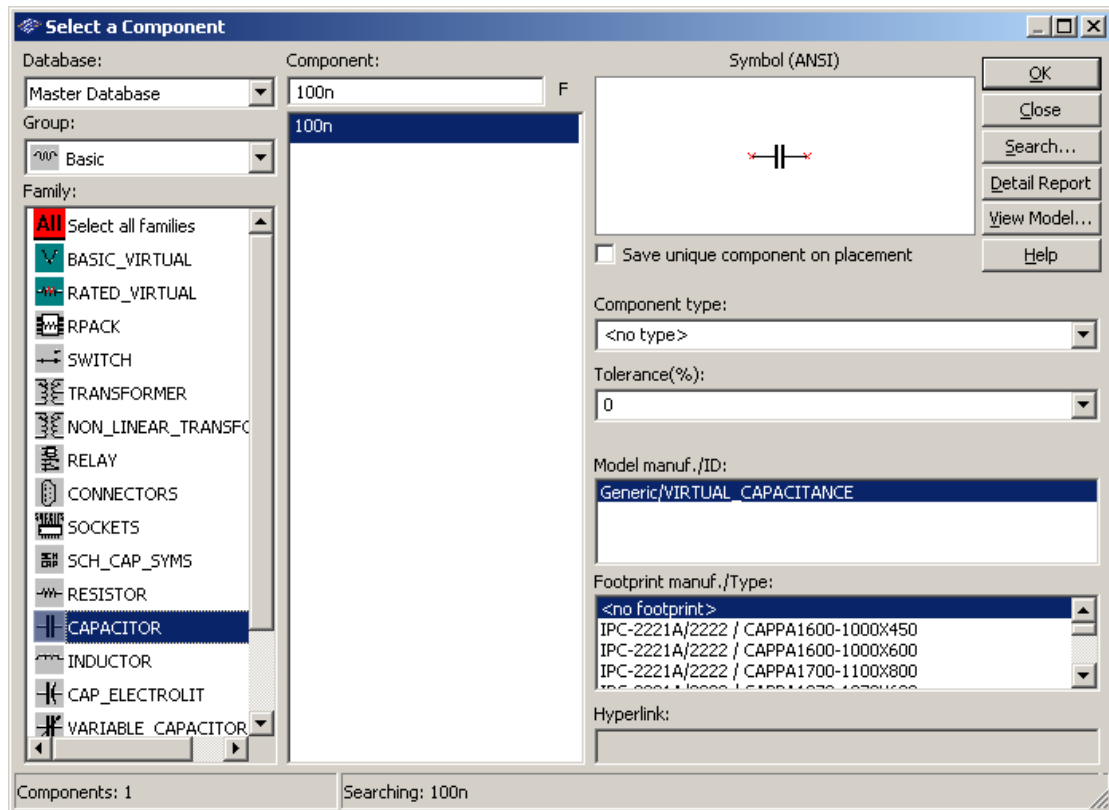 Select a Component
Database:
Master Database
Group:
Basic
Family:
All Select all families
BASIC_VIRTUAL
RATED_VIRTUAL
RPACK
SWITCH
TRANSFORMER
NON_LINEAR_TRANSFC
RELAY
CONNECTORS
SOCKETS
SCH_CAP_SYMS
RESISTOR
CAPACITOR
INDUCTOR
CAP_ELECTROLIT
VARIABLE_CAPACITOR
Component:
100n F
100n
Symbol (ANSI)
Save unique component on placement
Component type:
<no type>
Tolerance(%):
0
Model manuf./ID:
Generic/VIRTUAL_CAPACITANCE
Footprint manuf./Type:
<no footprint>
IPC-2221A/2222 / CAPPA1600-1000X450
IPC-2221A/2222 / CAPPA1600-1000X600
IPC-2221A/2222 / CAPPA1700-1100X800
Hyperlink:
OK
Close
Search...
Detail Report
View Model...
Help
Components: 1
Searching: 100n